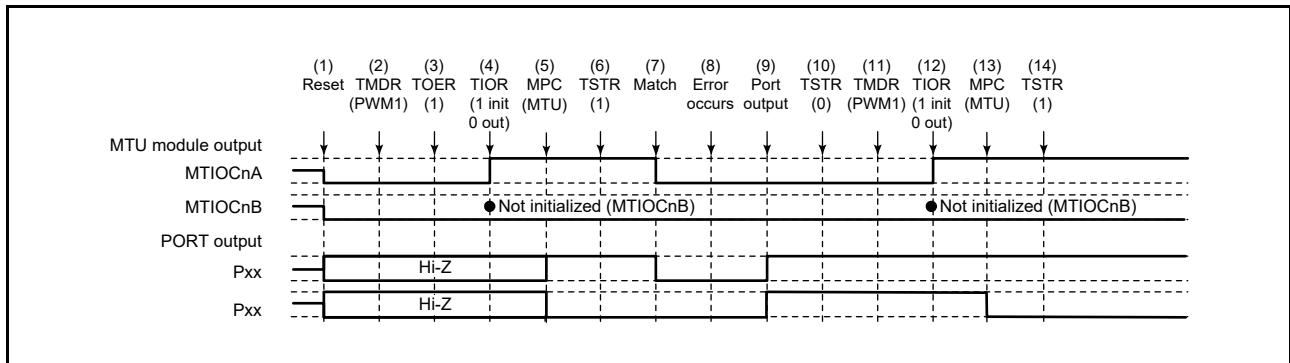 (1) (2) (3) (4) (5) (6) (7) (8) (9) (10) (11) (12) (13) (14)
Reset TMDR TOER TIOR MPC TSTR Match Error Port TSTR TMDR TIOR MPC TSTR
(PWM1) (1) (1 init (MTU) (1) occurs output (0) (PWM1) (1 init (MTU) (1)
0 out) 0 out)
MTU module output
MTIOCnA
MTIOCnB Not initialized (MTIOCnB) Not initialized (MTIOCnB)
PORT output
Pxx Hi-Z
Pxx Hi-Z